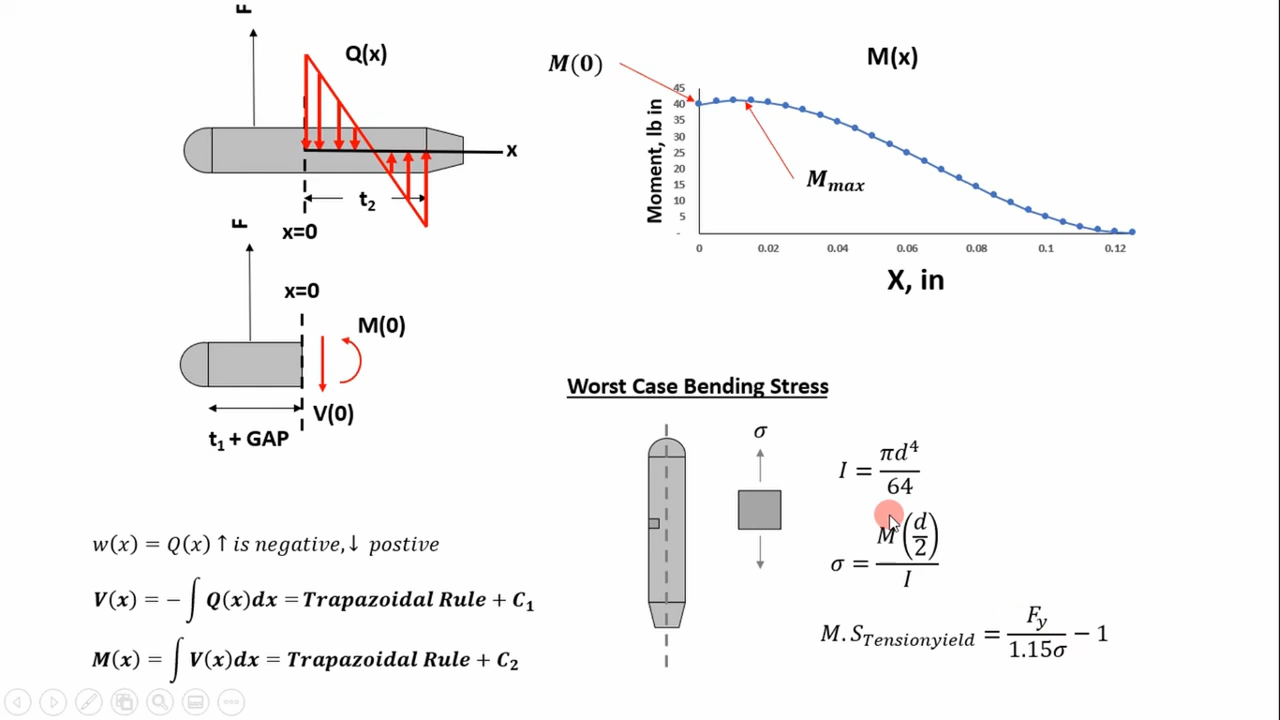 F
Q(x)
x
t₂
x=0
F
x=0
M(0)
V(0)
t₁ + GAP
M(x)
M(0)
Moment, lb in
45
40
35
30
25
20
15
10
5
-
M_max
0 0.02 0.04 0.06 0.08 0.1 0.12
X, in
Worst Case Bending Stress
σ
I = πd⁴/64
σ = M(d/2)/I
M.S_Tensionyield = F_y/1.15σ − 1
w(x) = Q(x) ↑ is negative, ↓ postive
V(x) = − ∫ Q(x)dx = Trapazoidal Rule + C₁
M(x) = ∫ V(x)dx = Trapazoidal Rule + C₂